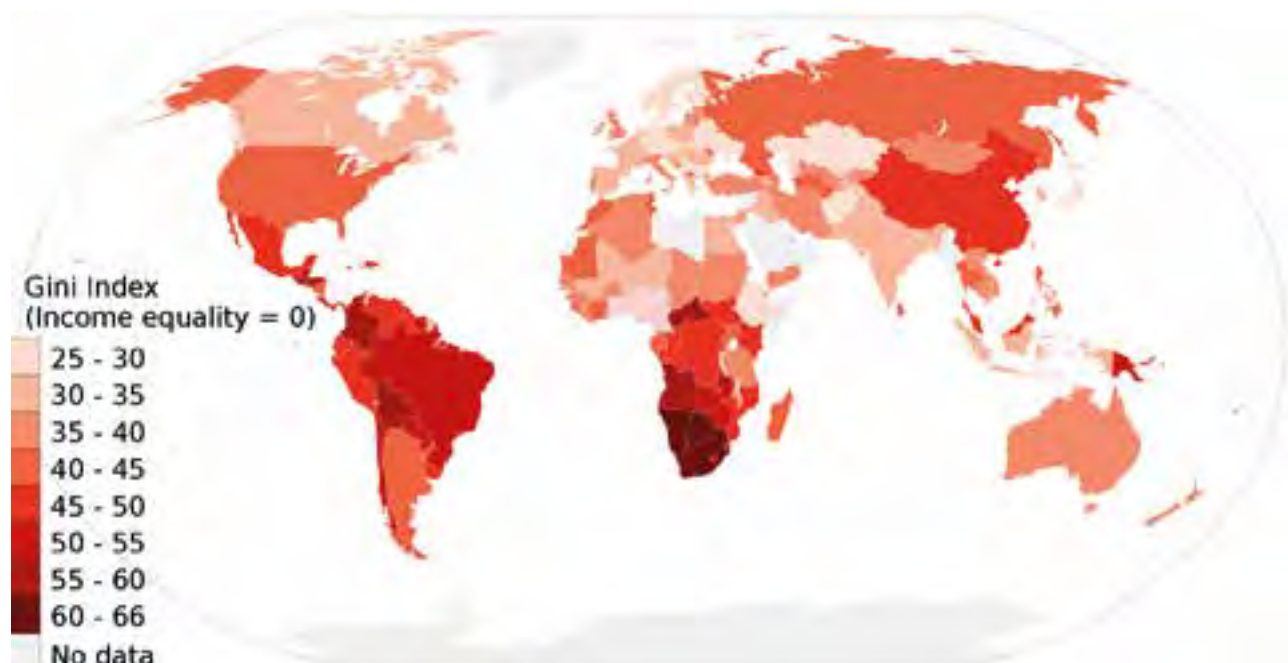 Gini Index
(Income equality = 0)
25 - 30
30 - 35
35 - 40
40 - 45
45 - 50
50 - 55
55 - 60
60 - 66
No data